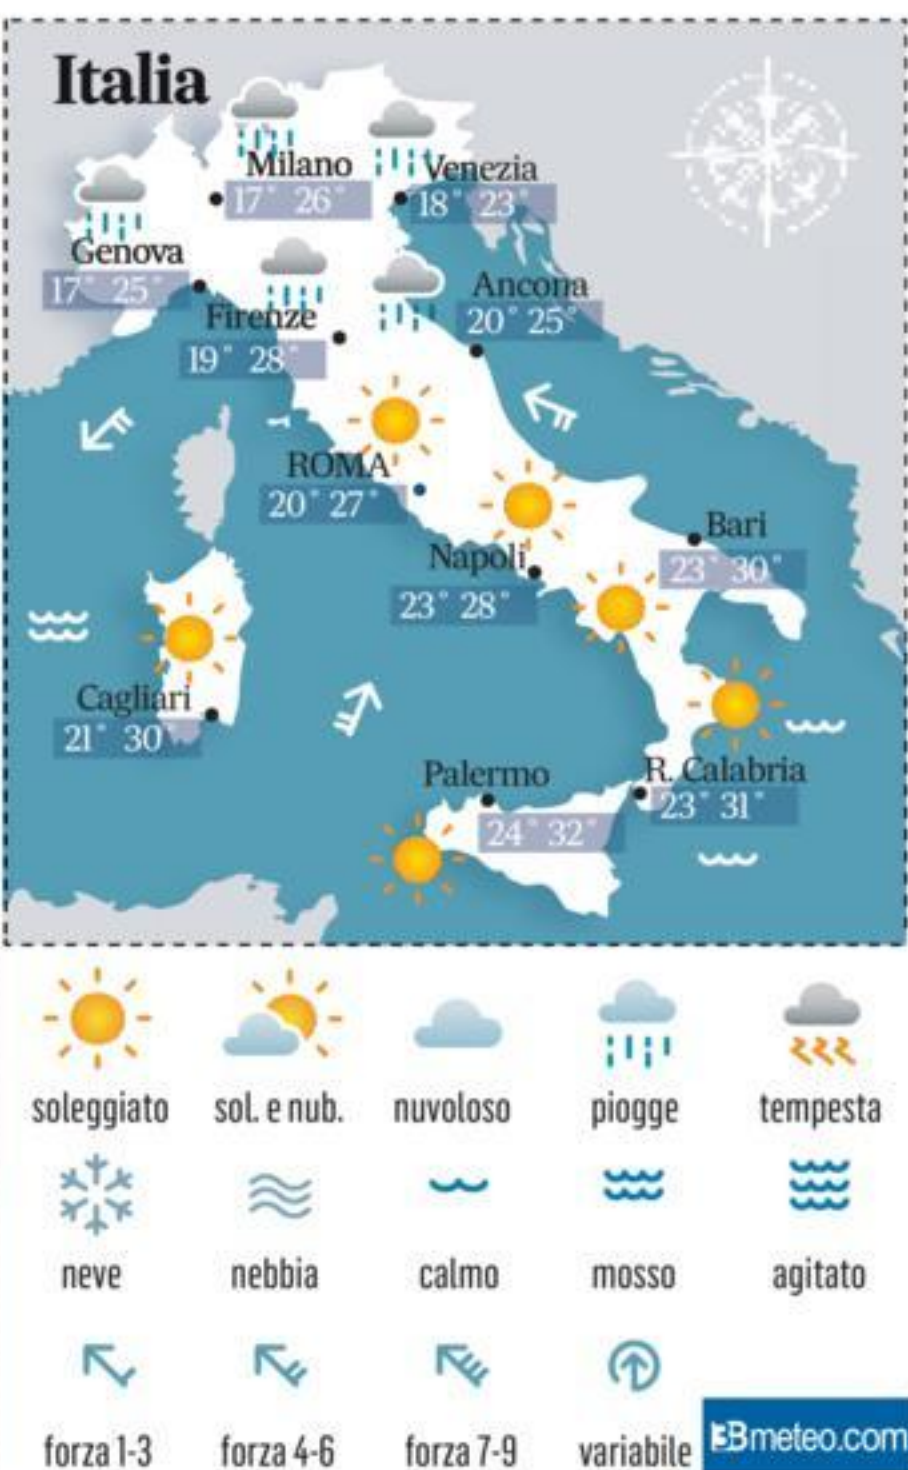 Italia
Milano
17° 26°
Venezia
18° 23°
Genova
17° 25°
Ancona
20° 25°
Firenze
19° 28°
ROMA
20° 27°
Bari
23° 30°
Napoli
23° 28°
Cagliari
21° 30°
Palermo
24° 32°
R. Calabria
23° 31°
soleggiato
sol. e nub.
nuvoloso
piogge
tempesta
neve
nebbia
calmo
mosso
agitato
forza 1-3
forza 4-6
forza 7-9
variabile
3Bmeteo.com